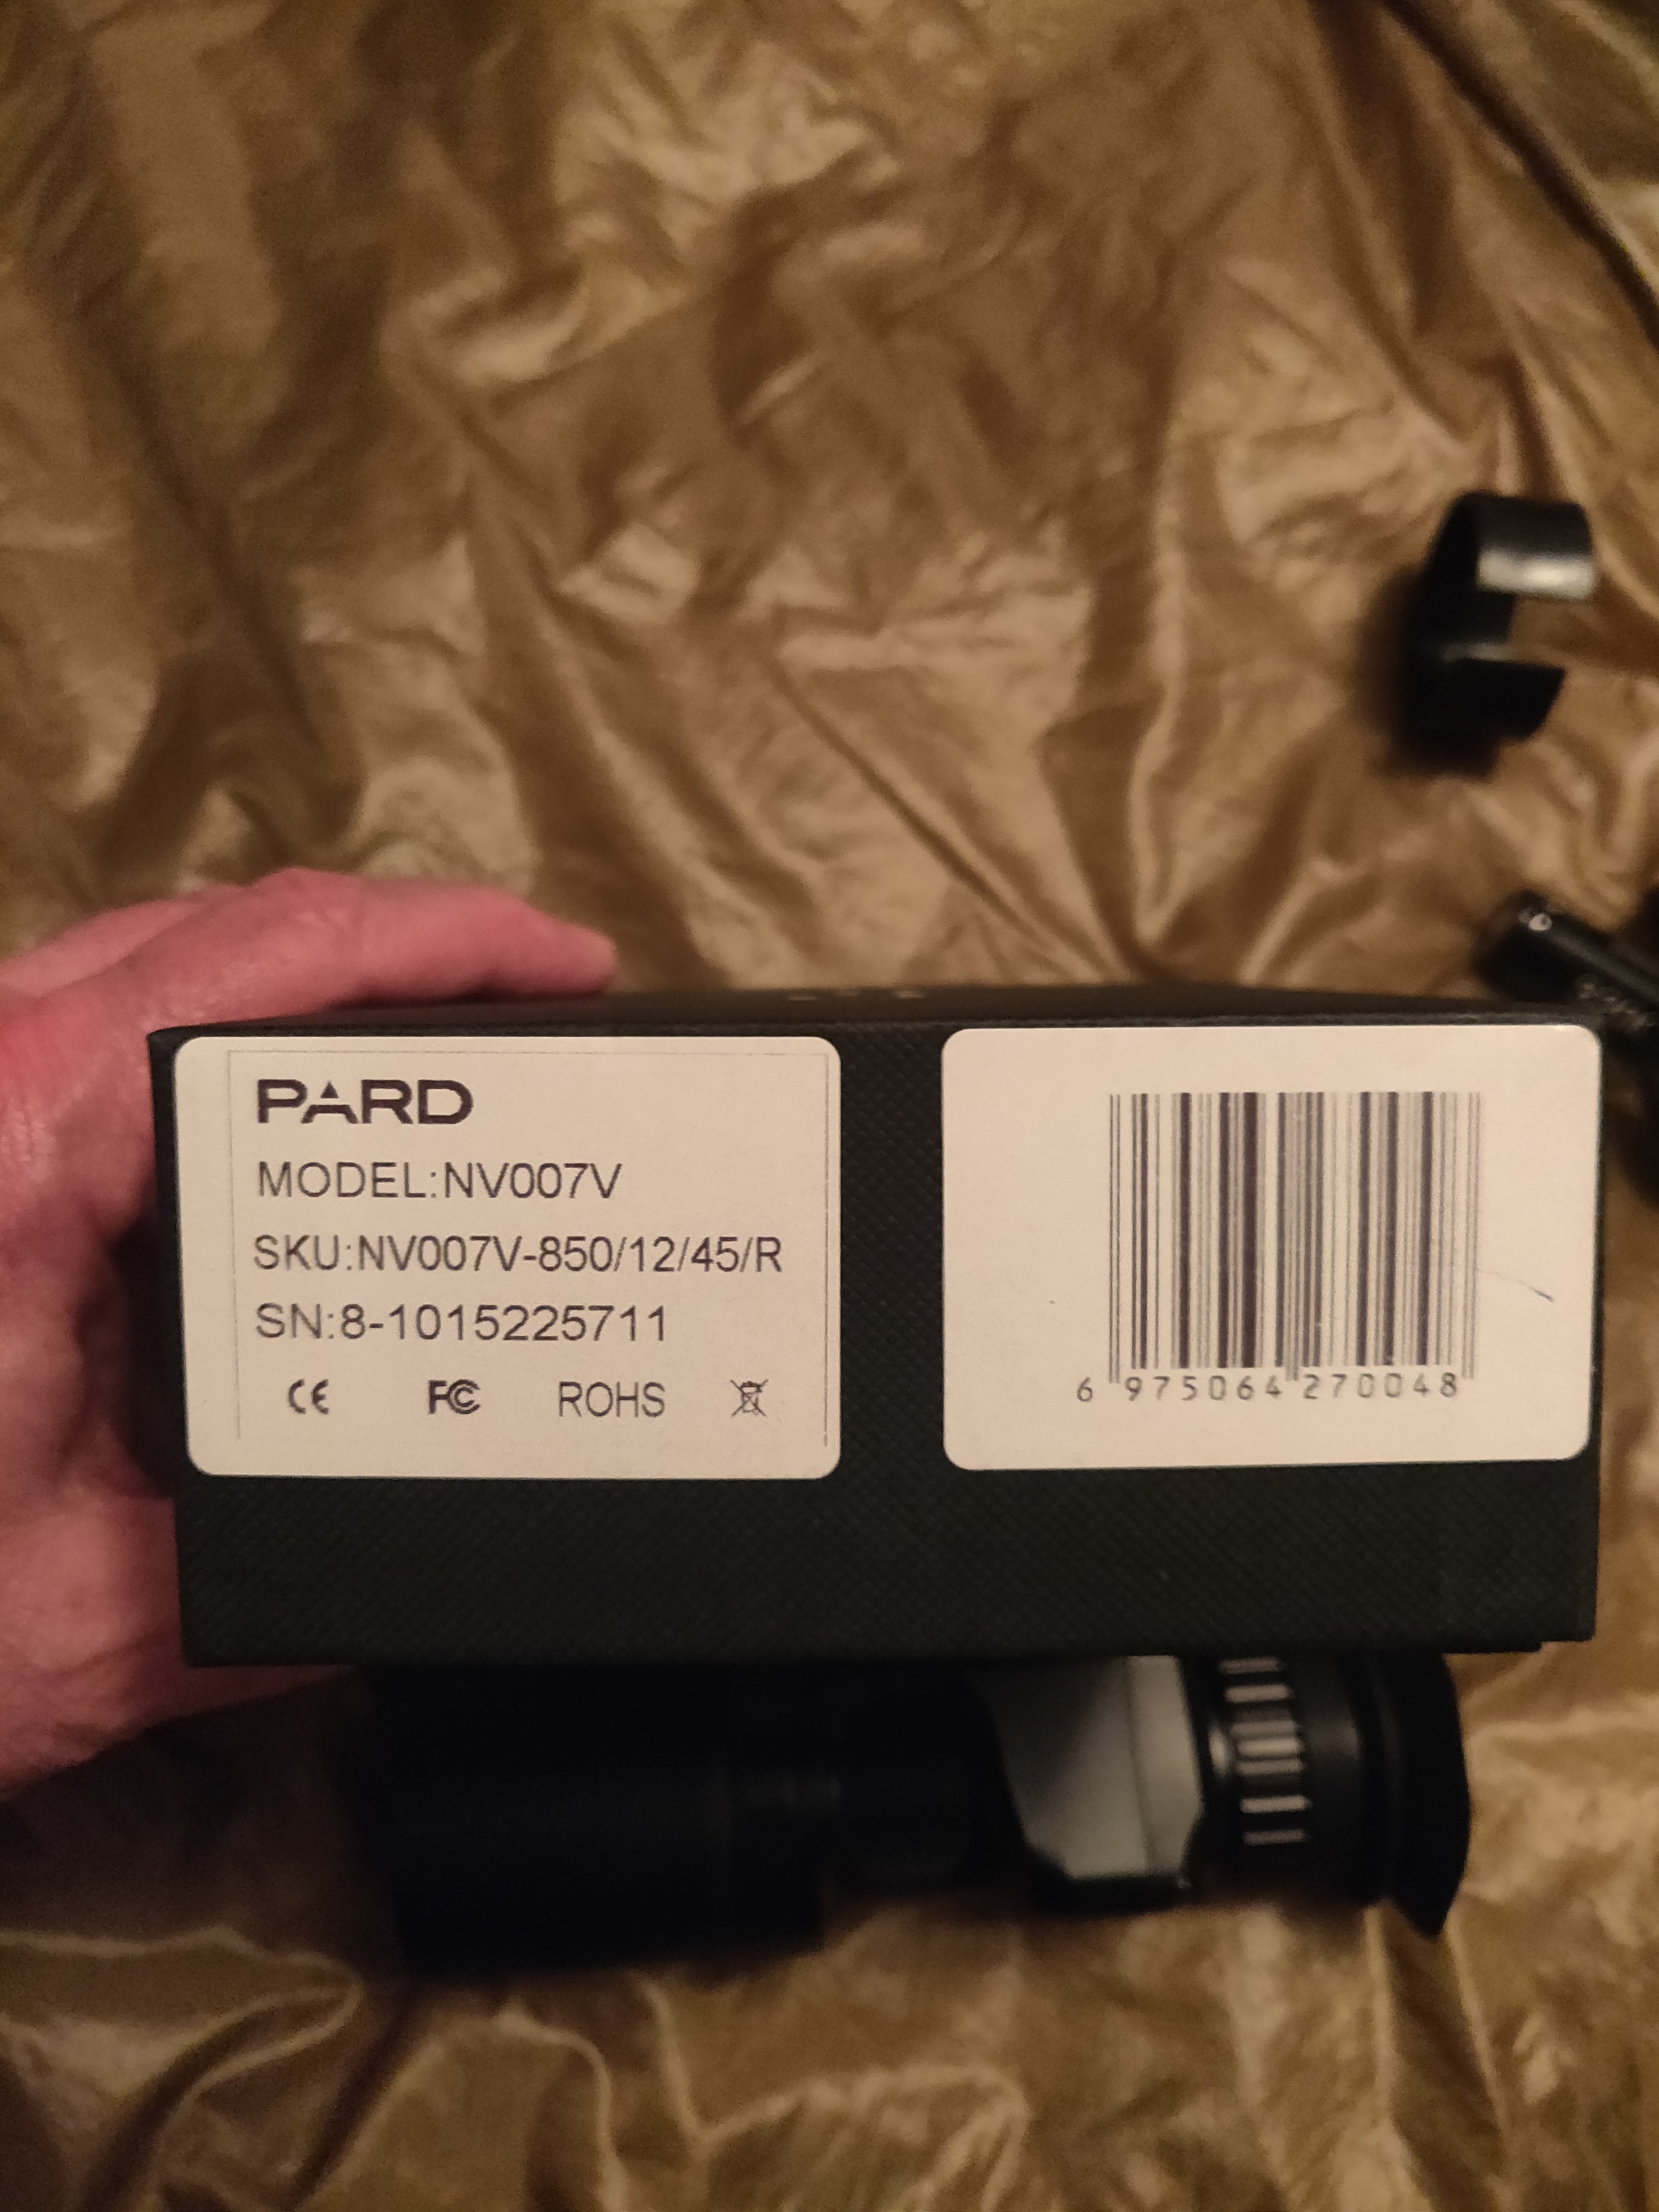 PARD
MODEL:NV007V
SKU:NV007V-850/12/45/R
SN:8-1015225711
CE FC ROHS
6 975064 270048